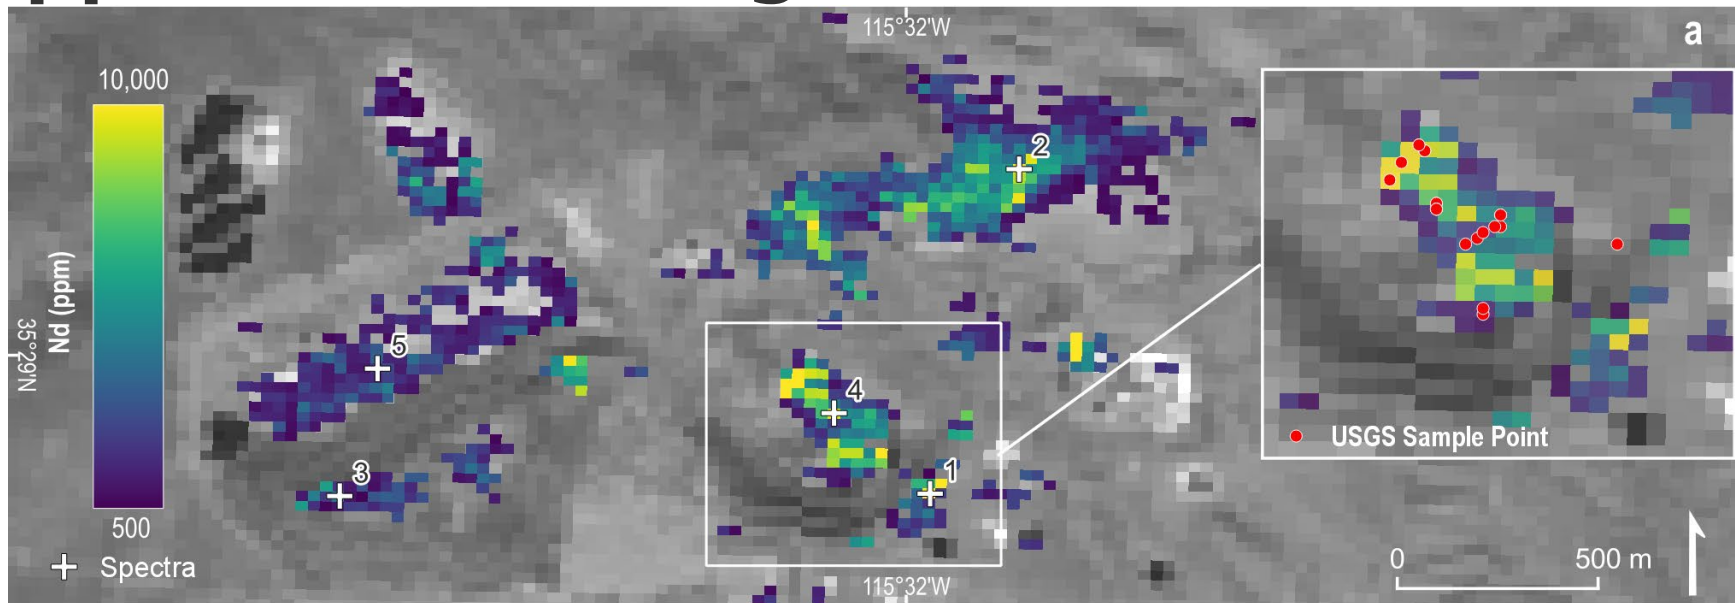 115°32'W
a
10,000
Nd (ppm)
35°29'N
500
Spectra
2
5
4
3
1
USGS Sample Point
0 500 m
115°32'W